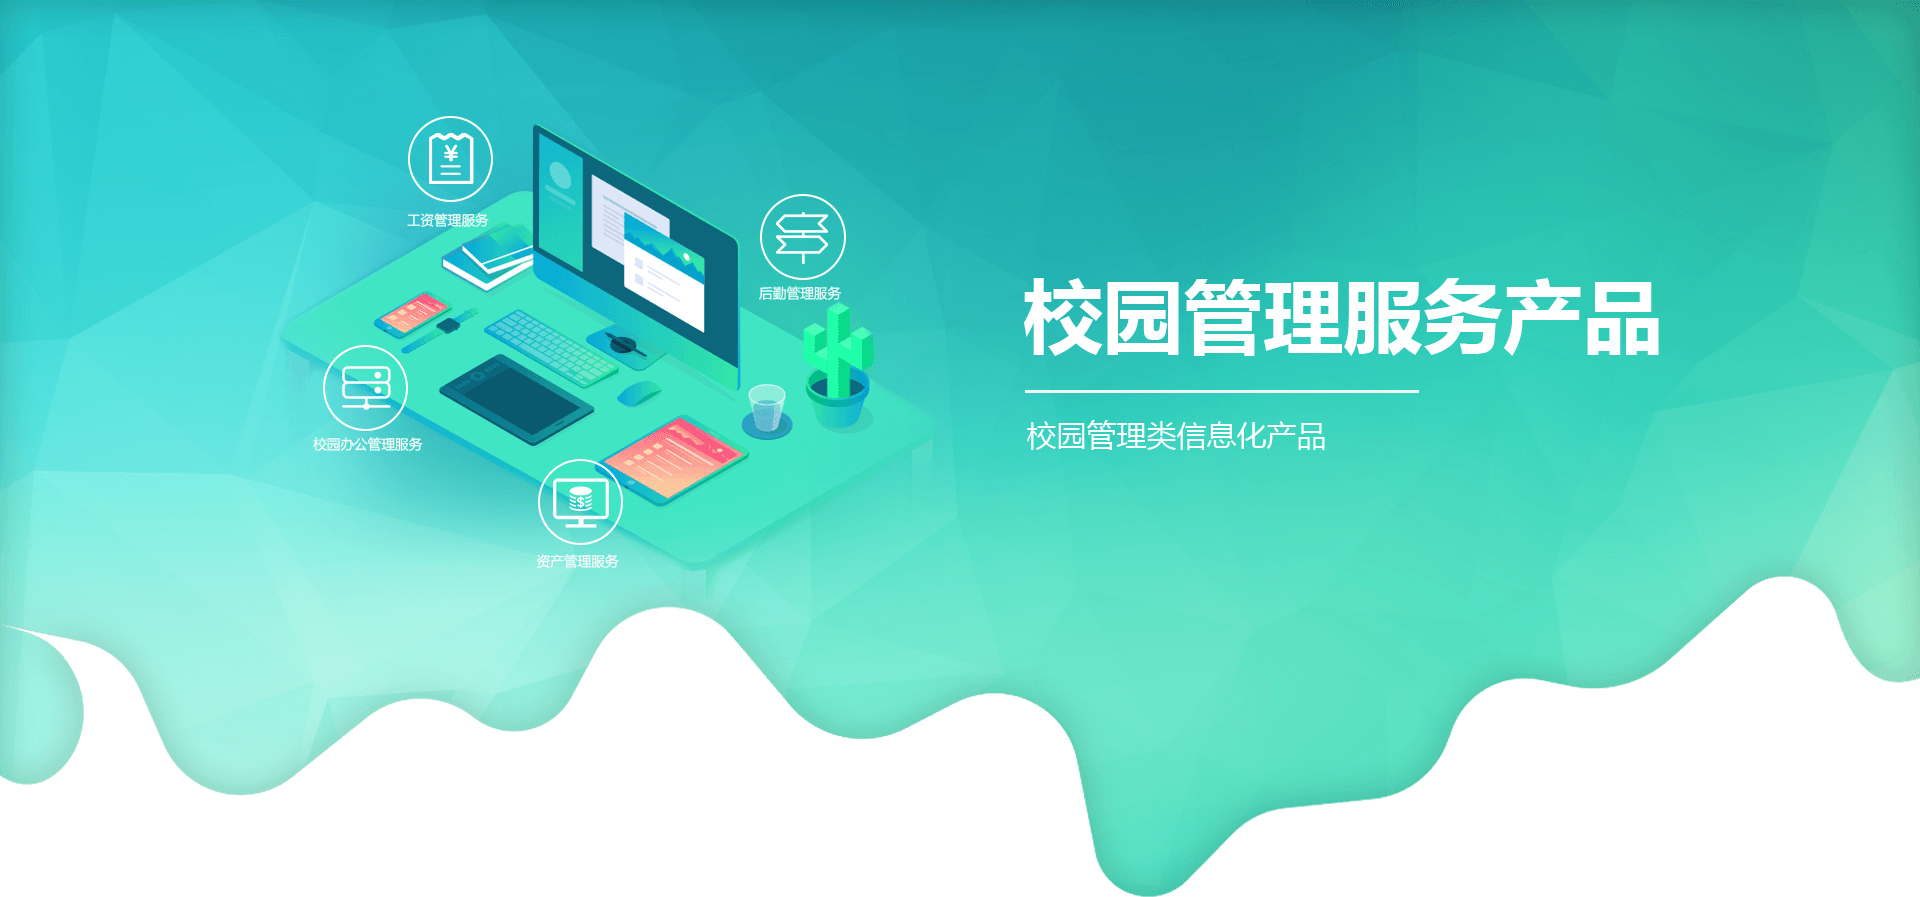 工资管理服务
¥
后勤管理服务
校园管理服务产品
校园管理类信息化产品
校园办公管理服务
$
资产管理服务